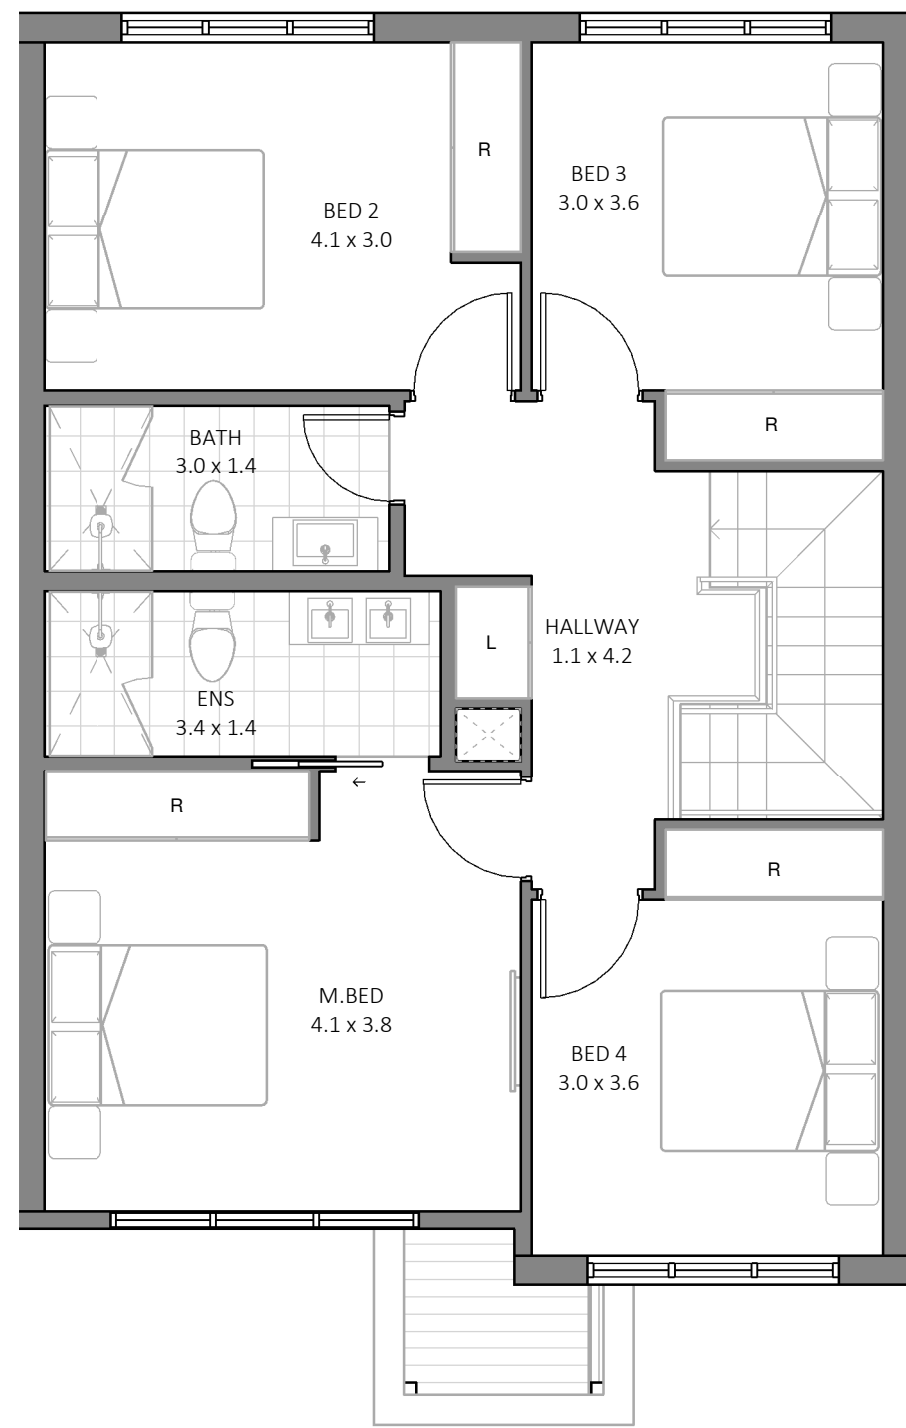 R
BED 3
3.0 x 3.6
BED 2
4.1 x 3.0
R
BATH
3.0 x 1.4
HALLWAY
1.1 x 4.2
L
ENS
3.4 x 1.4
R
R
M.BED
4.1 x 3.8
BED 4
3.0 x 3.6